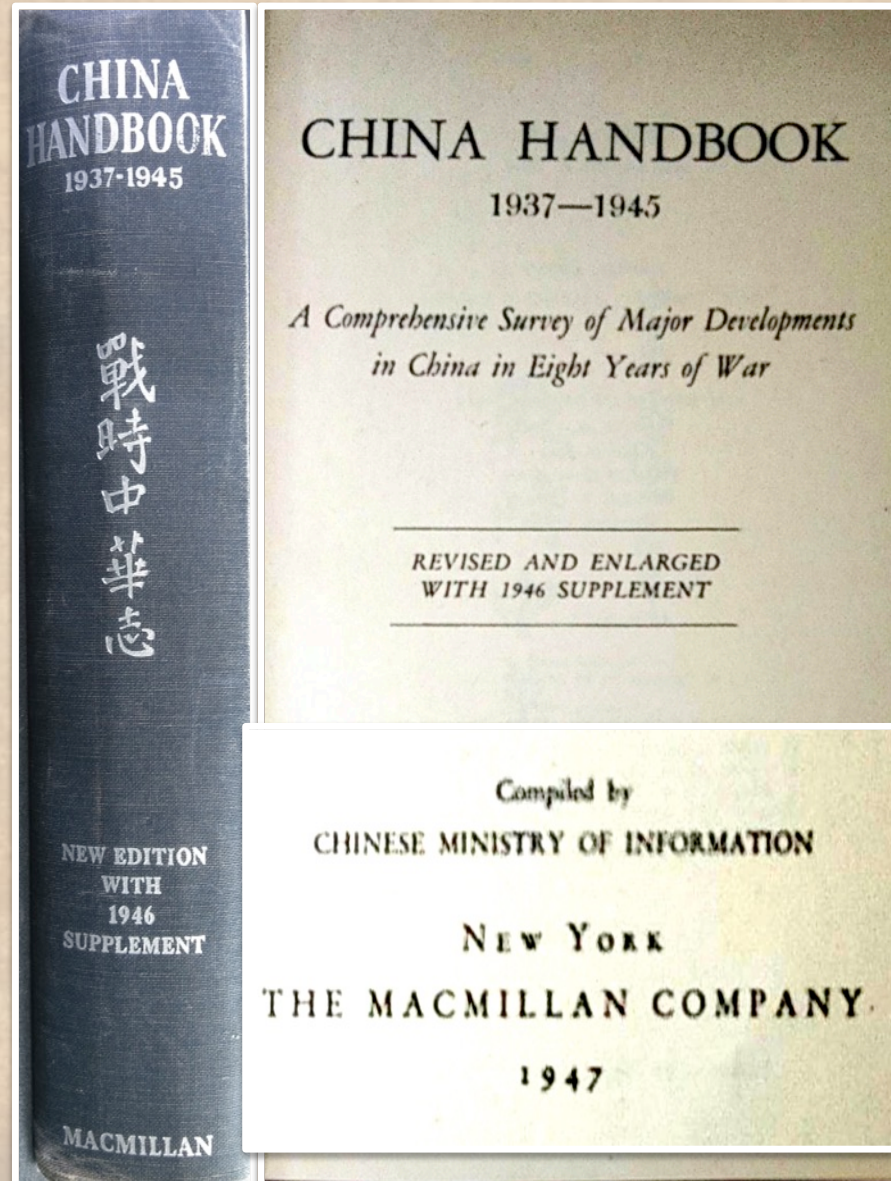 CHINA
HANDBOOK
1937-1945
戰時中華志
NEW EDITION
WITH
1946
SUPPLEMENT
MACMILLAN
CHINA HANDBOOK
1937—1945
A Comprehensive Survey of Major Developments
in China in Eight Years of War
REVISED AND ENLARGED
WITH 1946 SUPPLEMENT
Compiled by
CHINESE MINISTRY OF INFORMATION
NEW YORK
THE MACMILLAN COMPANY
1947